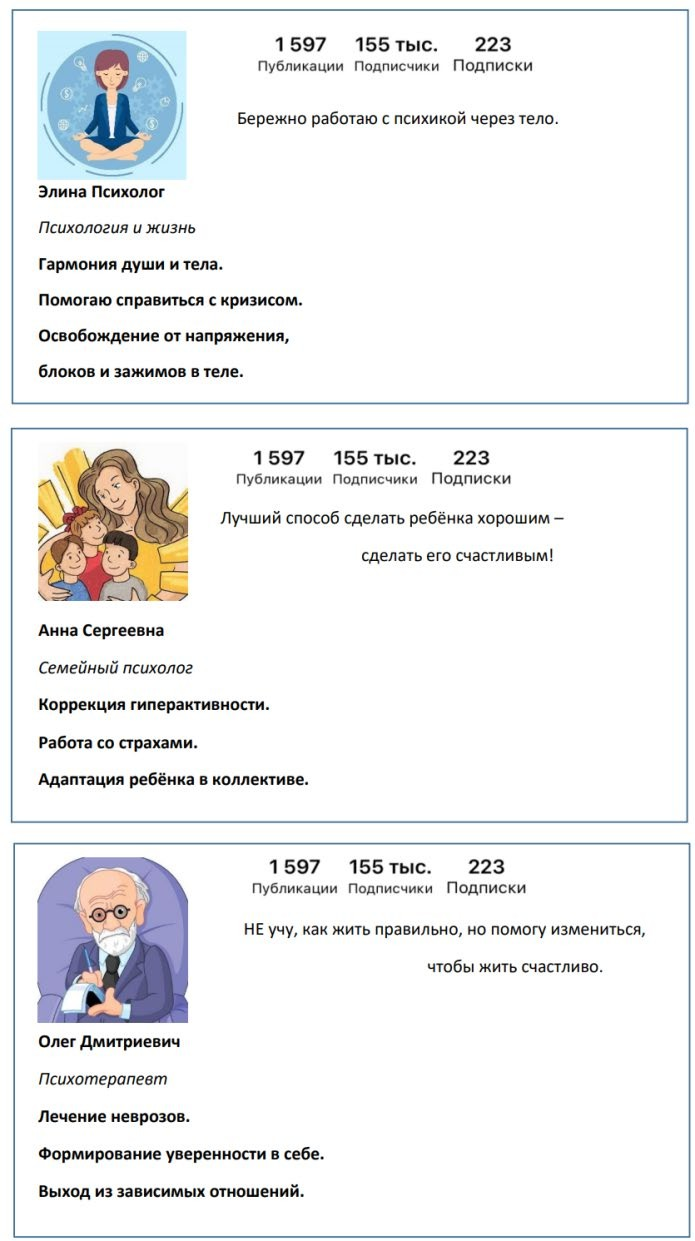 1 597 155 тыс. 223
Публикации Подписчики Подписки
Бережно работаю с психикой через тело.
Элина Психолог
Психология и жизнь
Гармония души и тела.
Помогаю справиться с кризисом.
Освобождение от напряжения,
блоков и зажимов в теле.
1 597 155 тыс. 223
Публикации Подписчики Подписки
Лучший способ сделать ребёнка хорошим –
сделать его счастливым!
Анна Сергеевна
Семейный психолог
Коррекция гиперактивности.
Работа со страхами.
Адаптация ребёнка в коллективе.
1 597 155 тыс. 223
Публикации Подписчики Подписки
НЕ учу, как жить правильно, но помогу измениться,
чтобы жить счастливо.
Олег Дмитриевич
Психотерапевт
Лечение неврозов.
Формирование уверенности в себе.
Выход из зависимых отношений.